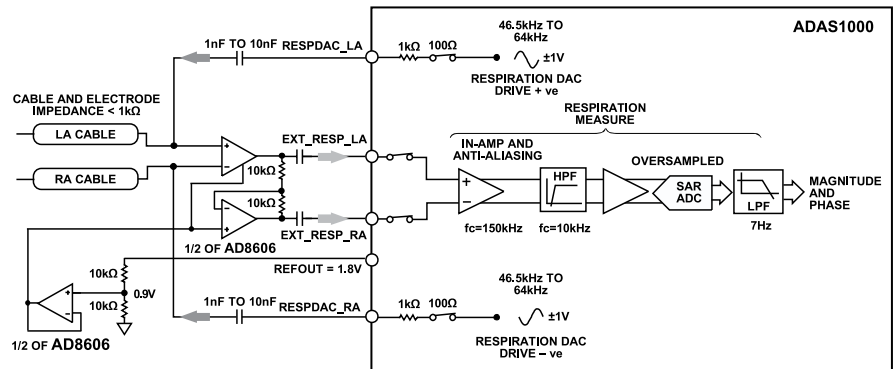 ADAS1000
46.5kHz TO
64kHz
1nF TO 10nF
RESPDAC_LA
1kΩ
100Ω
±1V
RESPIRATION DAC
DRIVE + ve
CABLE AND ELECTRODE
IMPEDANCE < 1kΩ
LA CABLE
RA CABLE
+
−
10kΩ
10kΩ
EXT_RESP_LA
−
+
EXT_RESP_RA
1/2 OF AD8606
RESPIRATION
MEASURE
IN-AMP AND
ANTI-ALIASING
+
−
fc=150kHz
HPF
fc=10kHz
OVERSAMPLED
SAR
ADC
LPF
7Hz
MAGNITUDE
AND
PHASE
REFOUT = 1.8V
10kΩ
0.9V
10kΩ
+
−
1/2 OF AD8606
1nF TO 10nF
RESPDAC_RA
1kΩ
100Ω
46.5kHz TO
64kHz
±1V
RESPIRATION DAC
DRIVE − ve